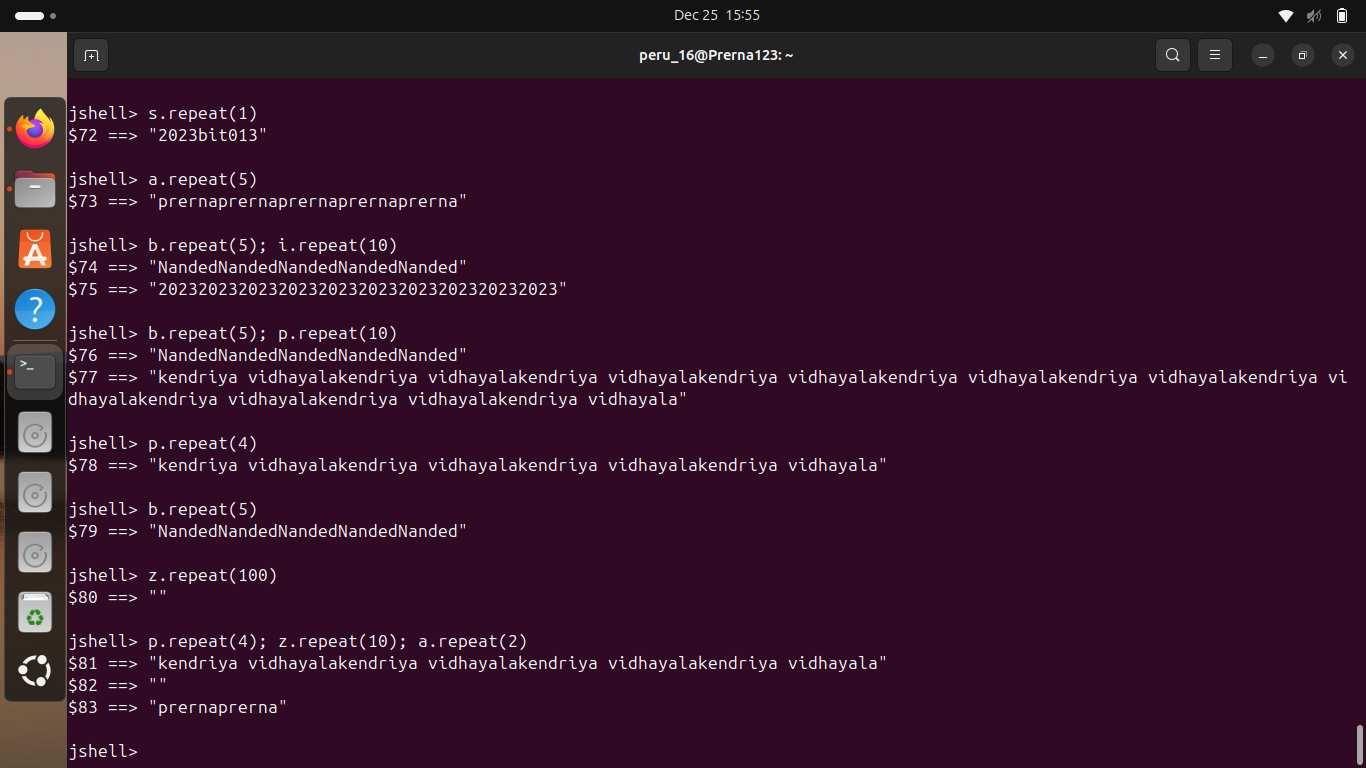 Dec 25 15:55
peru_16@Prerna123: ~
jshell> s.repeat(1)
$72 ==> "2023bit013"
jshell> a.repeat(5)
$73 ==> "prernaprernaprernaprernaprerna"
jshell> b.repeat(5); i.repeat(10)
$74 ==> "NandedNandedNandedNandedNanded"
$75 ==> "2023202320232023202320232023202320232023"
jshell> b.repeat(5); p.repeat(10)
$76 ==> "NandedNandedNandedNandedNanded"
$77 ==> "kendriya vidhayalakendriya vidhayalakendriya vidhayalakendriya vidhayalakendriya vidhayalakendriya vidhayalakendriya vi
dhayalakendriya vidhayalakendriya vidhayalakendriya vidhayala"
jshell> p.repeat(4)
$78 ==> "kendriya vidhayalakendriya vidhayalakendriya vidhayalakendriya vidhayala"
jshell> b.repeat(5)
$79 ==> "NandedNandedNandedNandedNanded"
jshell> z.repeat(100)
$80 ==> ""
jshell> p.repeat(4); z.repeat(10); a.repeat(2)
$81 ==> "kendriya vidhayalakendriya vidhayalakendriya vidhayalakendriya vidhayala"
$82 ==> ""
$83 ==> "prernaprerna"
jshell>